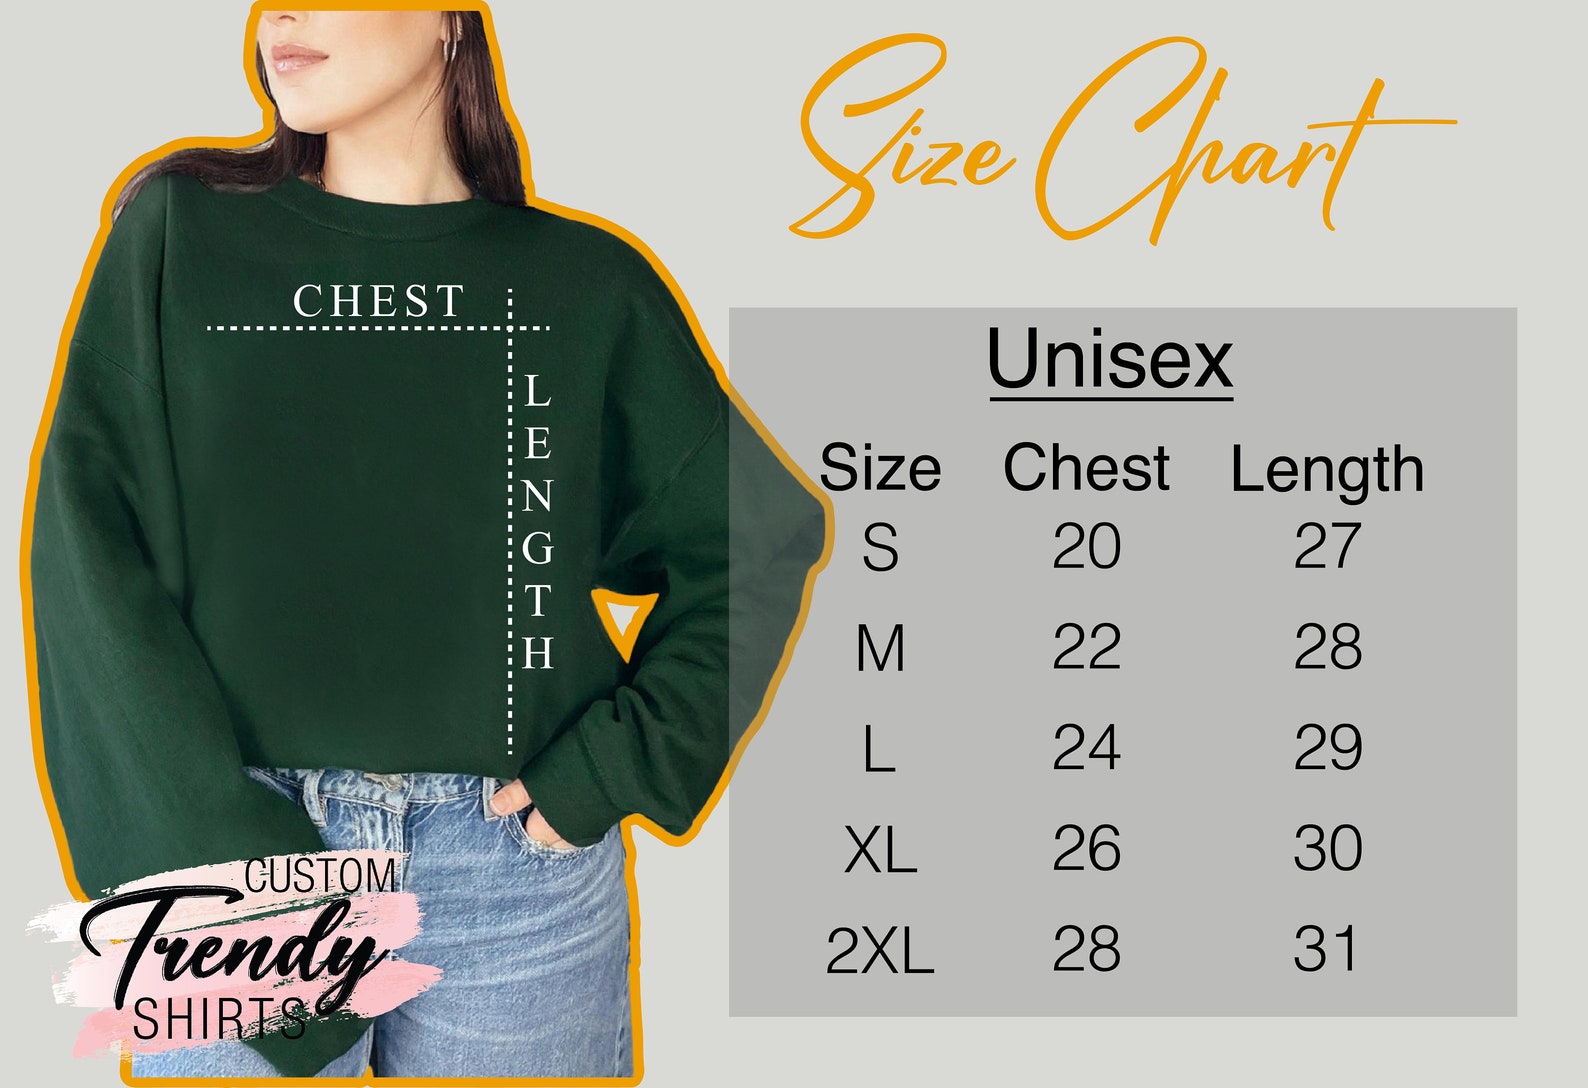 Size Chart
CHEST
LENGTH
Unisex
Size Chest Length
S 20 27
M 22 28
L 24 29
XL 26 30
2XL 28 31
CUSTOM
Trendy
SHIRTS